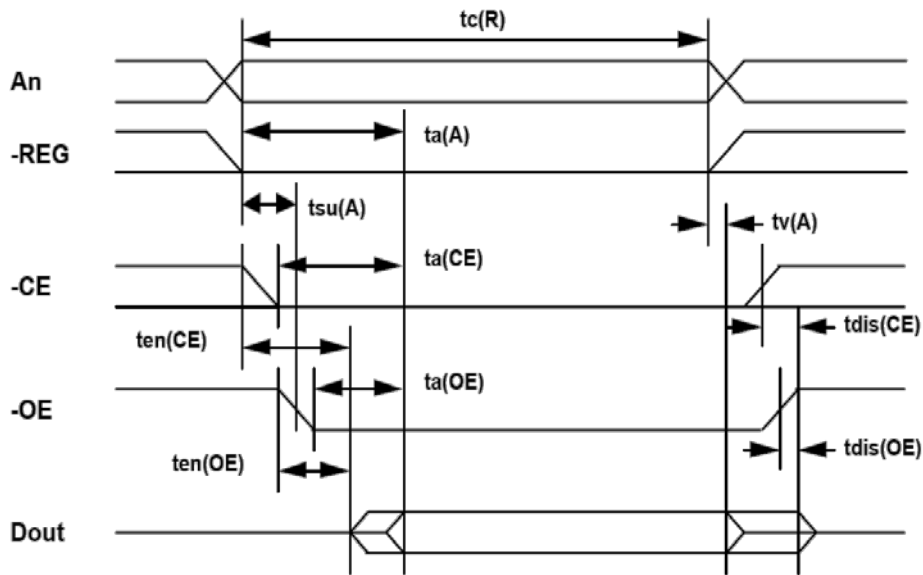 tc(R)
An
ta(A)
-REG
tsu(A)
tv(A)
ta(CE)
-CE
ten(CE)
tdis(CE)
ta(OE)
-OE
ten(OE)
tdis(OE)
Dout